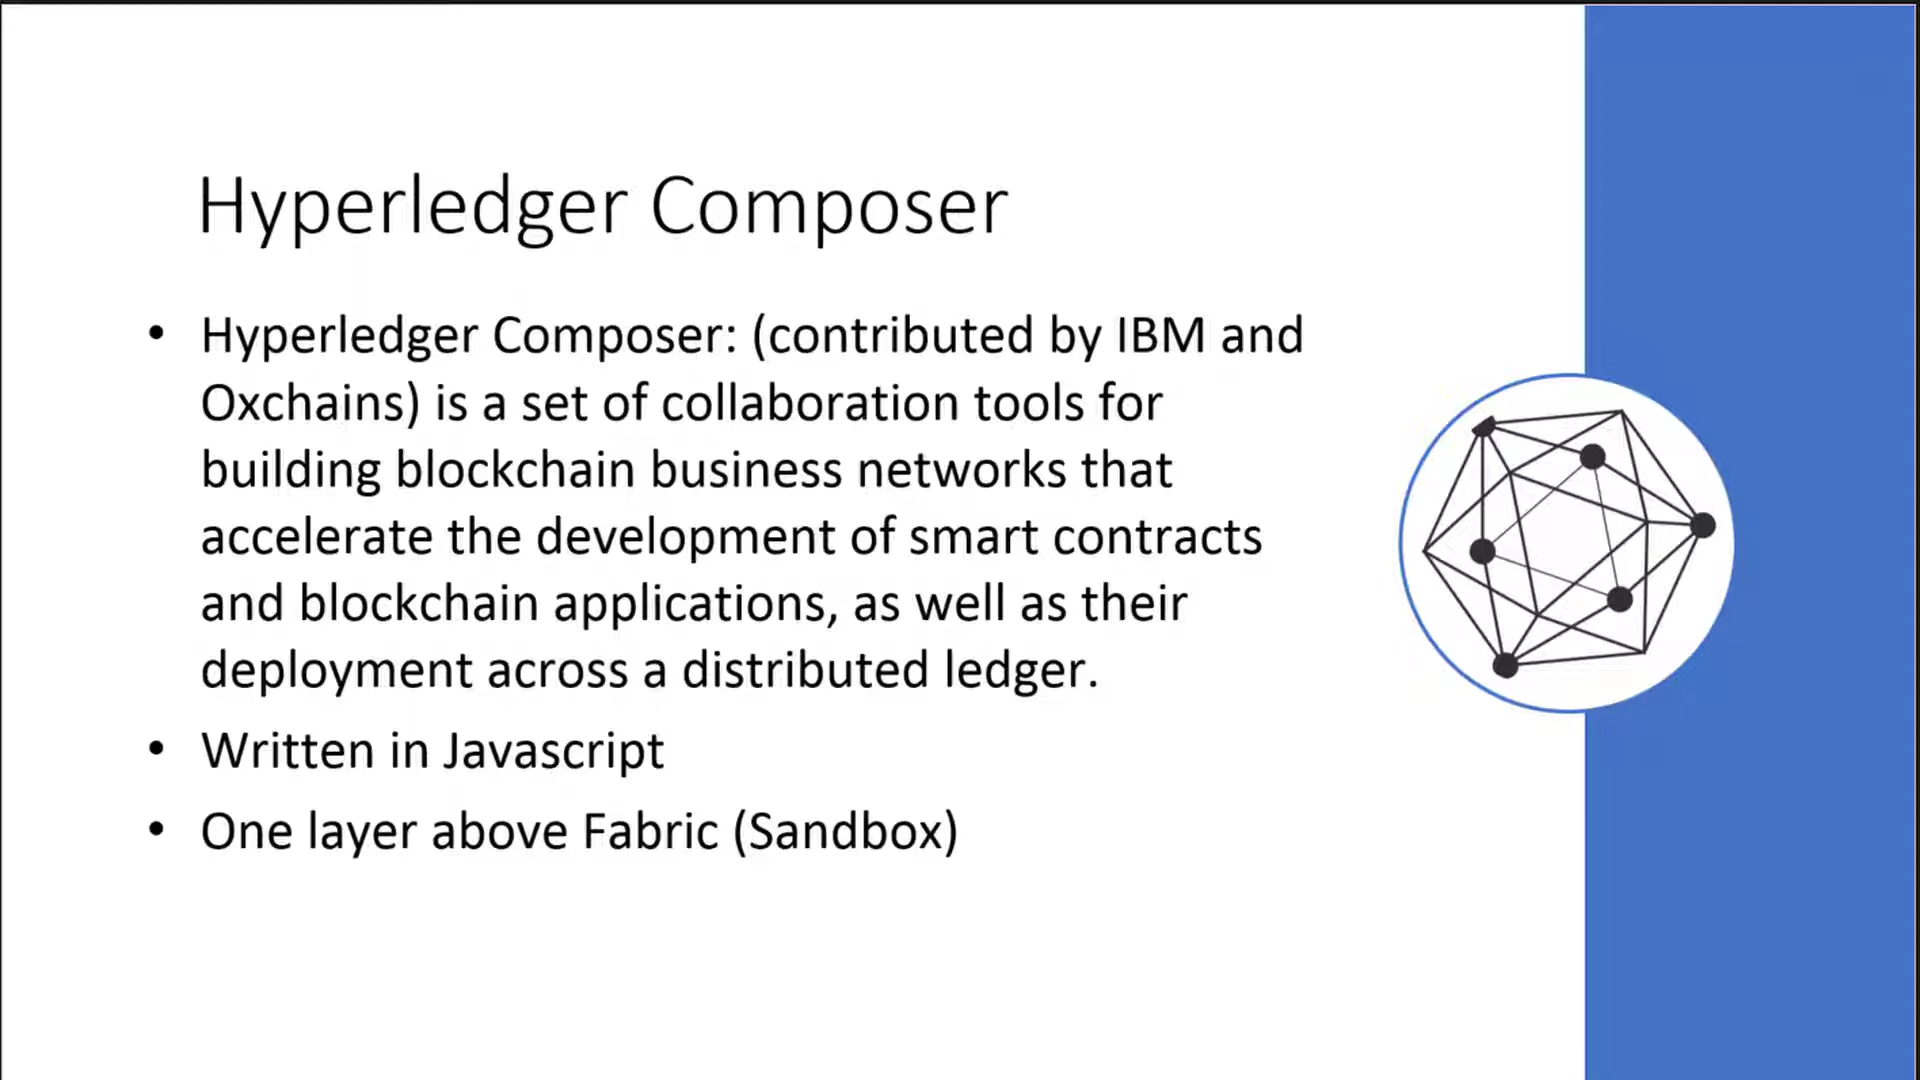 Hyperledger Composer
• Hyperledger Composer: (contributed by IBM and
Oxchains) is a set of collaboration tools for
building blockchain business networks that
accelerate the development of smart contracts
and blockchain applications, as well as their
deployment across a distributed ledger.
• Written in Javascript
• One layer above Fabric (Sandbox)